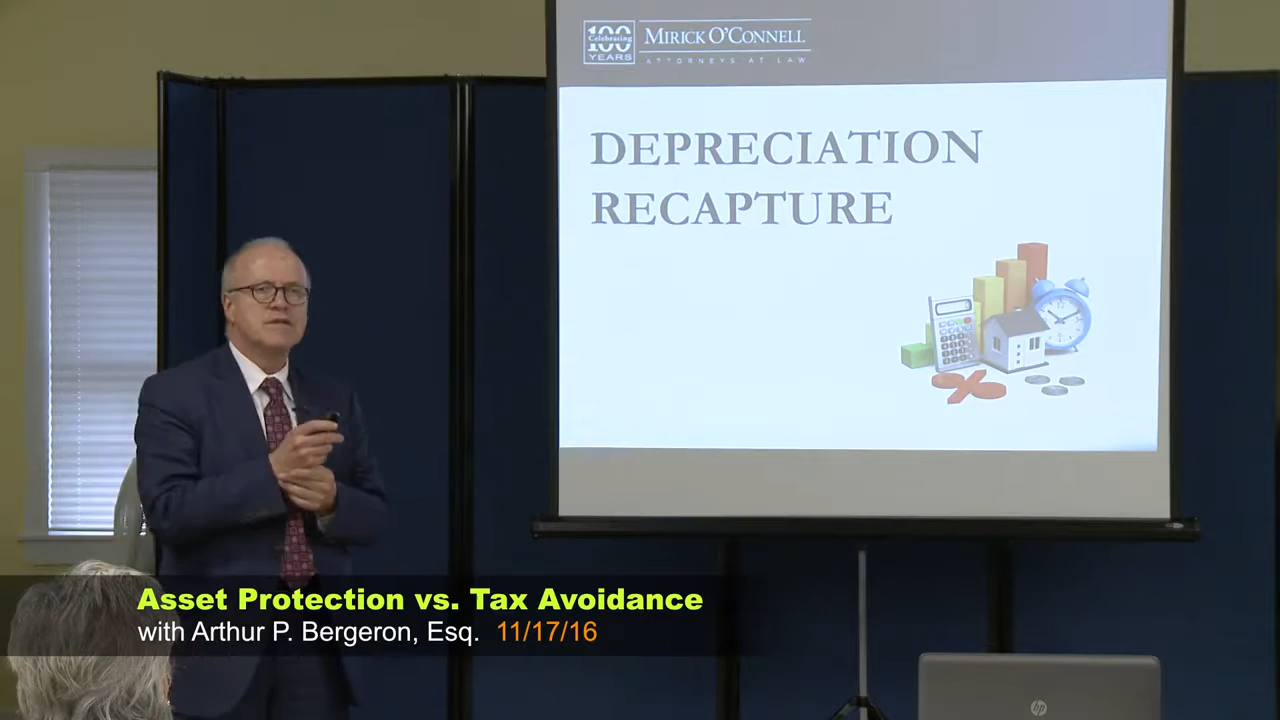 Celebrating
100
YEARS
MIRICK O'CONNELL
ATTORNEYS AT LAW
DEPRECIATION
RECAPTURE
Asset Protection vs. Tax Avoidance
with Arthur P. Bergeron, Esq. 11/17/16
hp